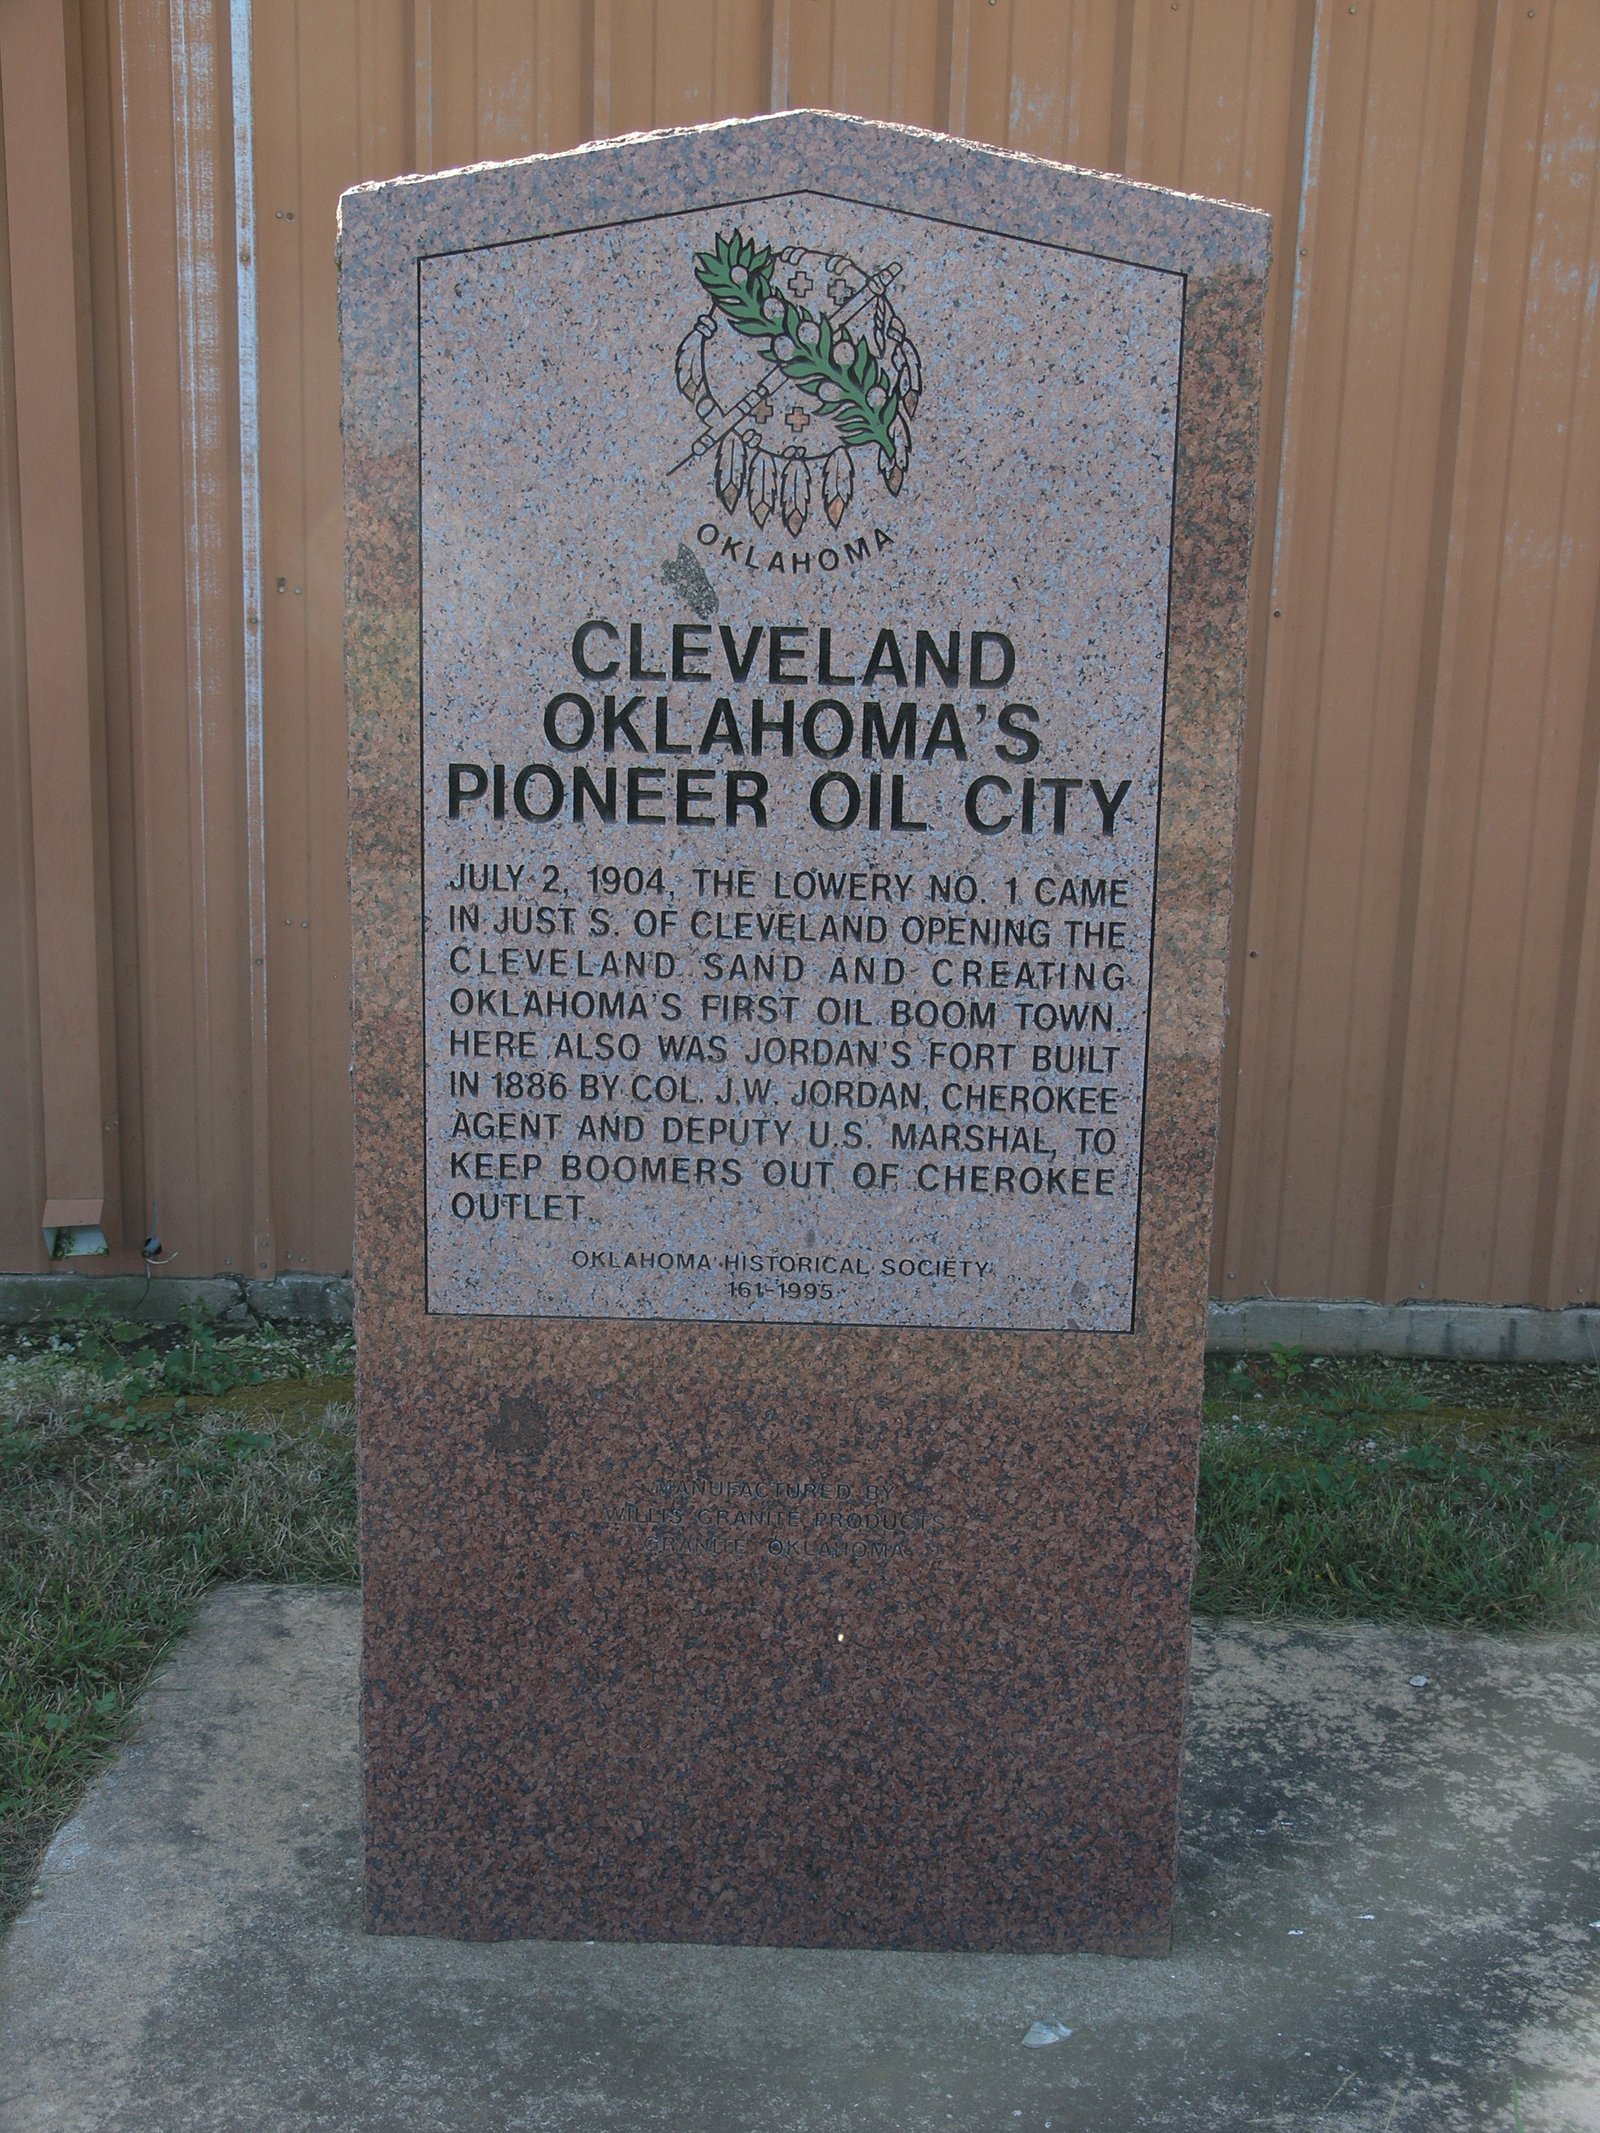 OKLAHOMA
CLEVELAND
OKLAHOMA'S
PIONEER OIL CITY
JULY 2, 1904, THE LOWERY NO. 1 CAME
IN JUST S. OF CLEVELAND OPENING THE
CLEVELAND SAND AND CREATING
OKLAHOMA'S FIRST OIL BOOM TOWN.
HERE ALSO WAS JORDAN'S FORT BUILT
IN 1886 BY COL. J.W. JORDAN, CHEROKEE
AGENT AND DEPUTY U.S. MARSHAL, TO
KEEP BOOMERS OUT OF CHEROKEE
OUTLET.
OKLAHOMA HISTORICAL SOCIETY
161-1995
MANUFACTURED BY
WILLIS GRANITE PRODUCTS
GRANITE, OKLAHOMA